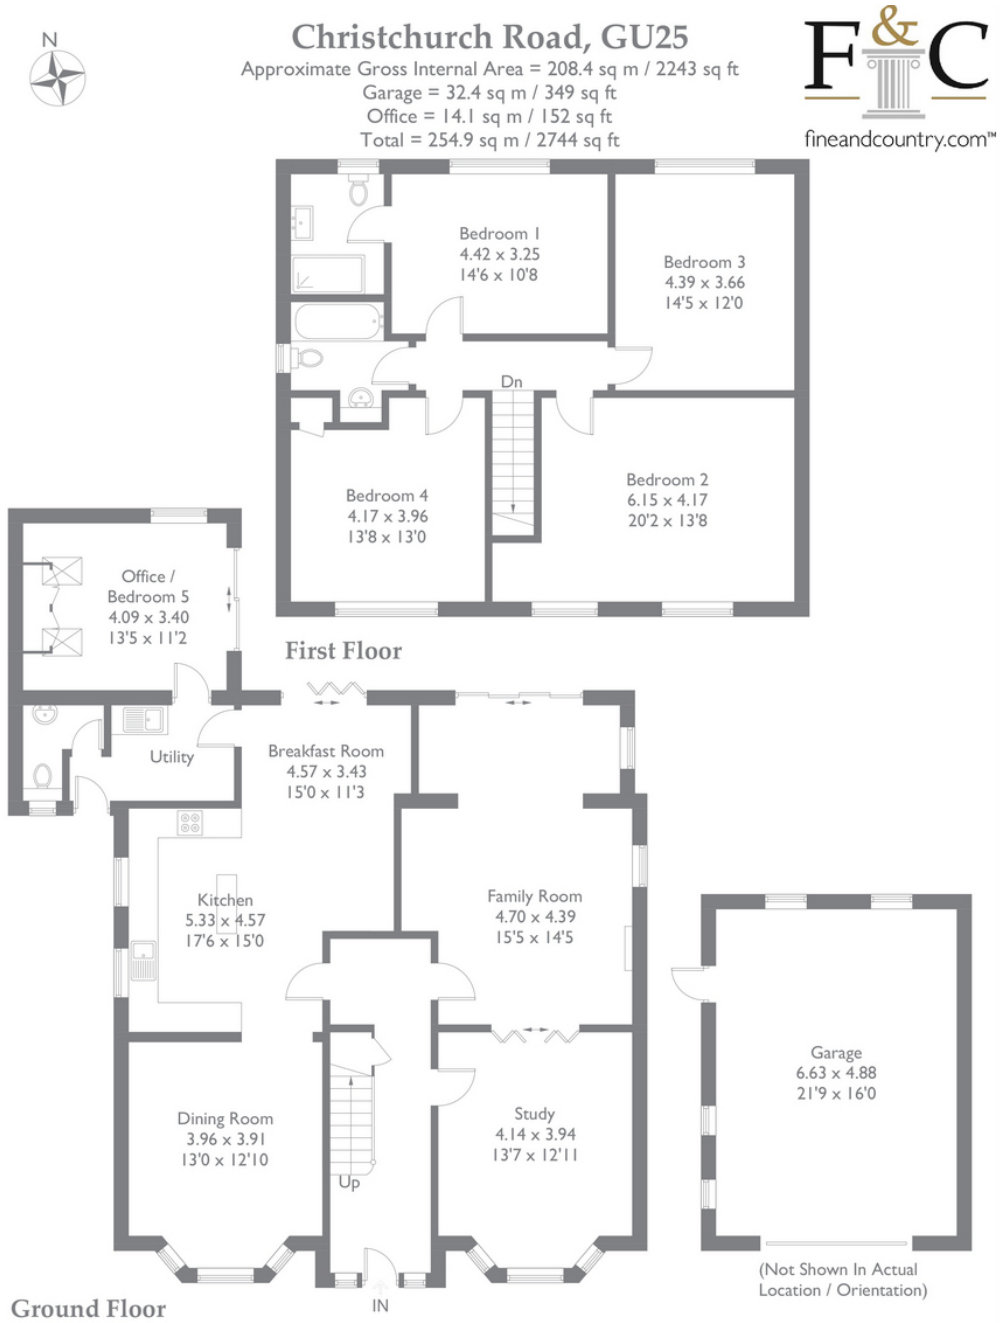 N
Christchurch Road, GU25
Approximate Gross Internal Area = 208.4 sq m / 2243 sq ft
Garage = 32.4 sq m / 349 sq ft
Office = 14.1 sq m / 152 sq ft
Total = 254.9 sq m / 2744 sq ft
F&C
fineandcountry.com™
Bedroom 1
4.42 x 3.25
14'6 x 10'8
Bedroom 3
4.39 x 3.66
14'5 x 12'0
Dn
Bedroom 4
4.17 x 3.96
13'8 x 13'0
Bedroom 2
6.15 x 4.17
20'2 x 13'8
First Floor
Office /
Bedroom 5
4.09 x 3.40
13'5 x 11'2
Utility
Breakfast Room
4.57 x 3.43
15'0 x 11'3
Kitchen
5.33 x 4.57
17'6 x 15'0
Family Room
4.70 x 4.39
15'5 x 14'5
Dining Room
3.96 x 3.91
13'0 x 12'10
Up
Study
4.14 x 3.94
13'7 x 12'11
Garage
6.63 x 4.88
21'9 x 16'0
(Not Shown In Actual
Location / Orientation)
IN
Ground Floor